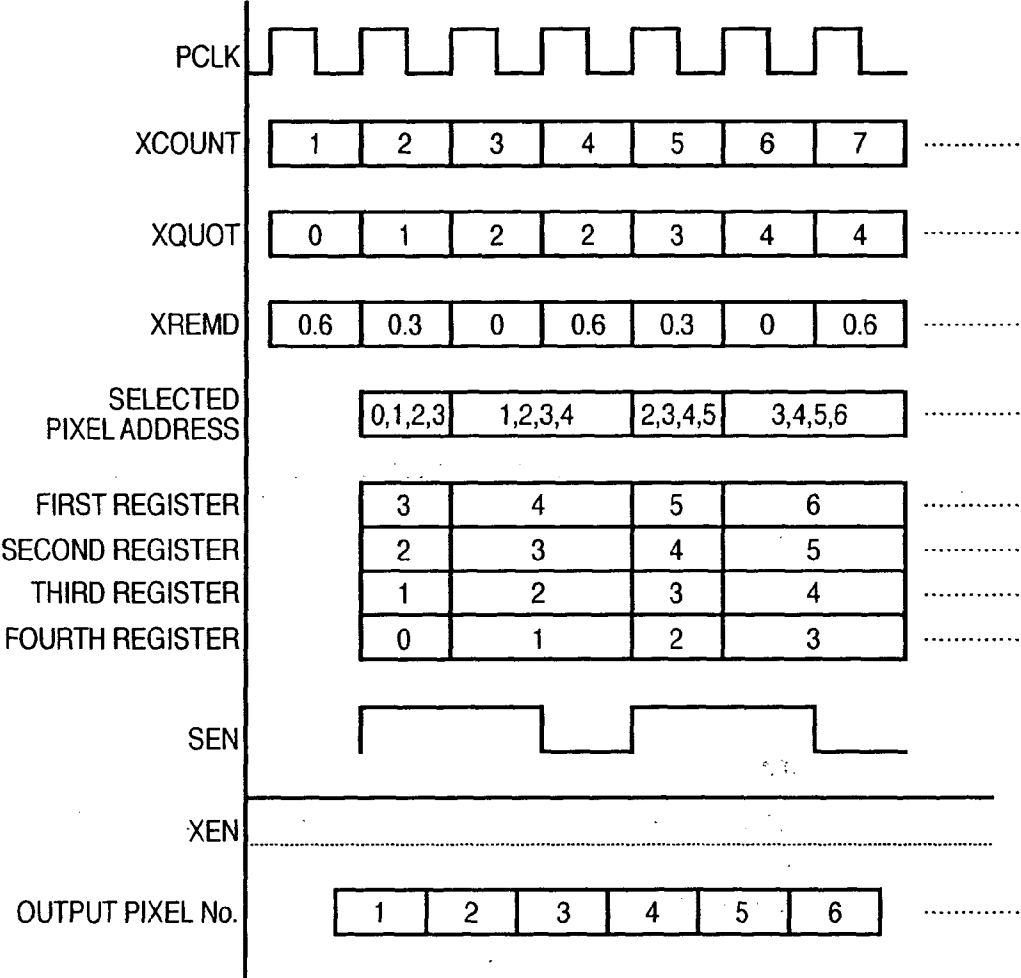 PCLK
XCOUNT 1 2 3 4 5 6 7
XQUOT 0 1 2 2 3 4 4
XREMD 0.6 0.3 0 0.6 0.3 0 0.6
SELECTED
PIXEL ADDRESS 0,1,2,3 1,2,3,4 2,3,4,5 3,4,5,6
FIRST REGISTER 3 4 5 6
SECOND REGISTER 2 3 4 5
THIRD REGISTER 1 2 3 4
FOURTH REGISTER 0 1 2 3
SEN
XEN
OUTPUT PIXEL No. 1 2 3 4 5 6